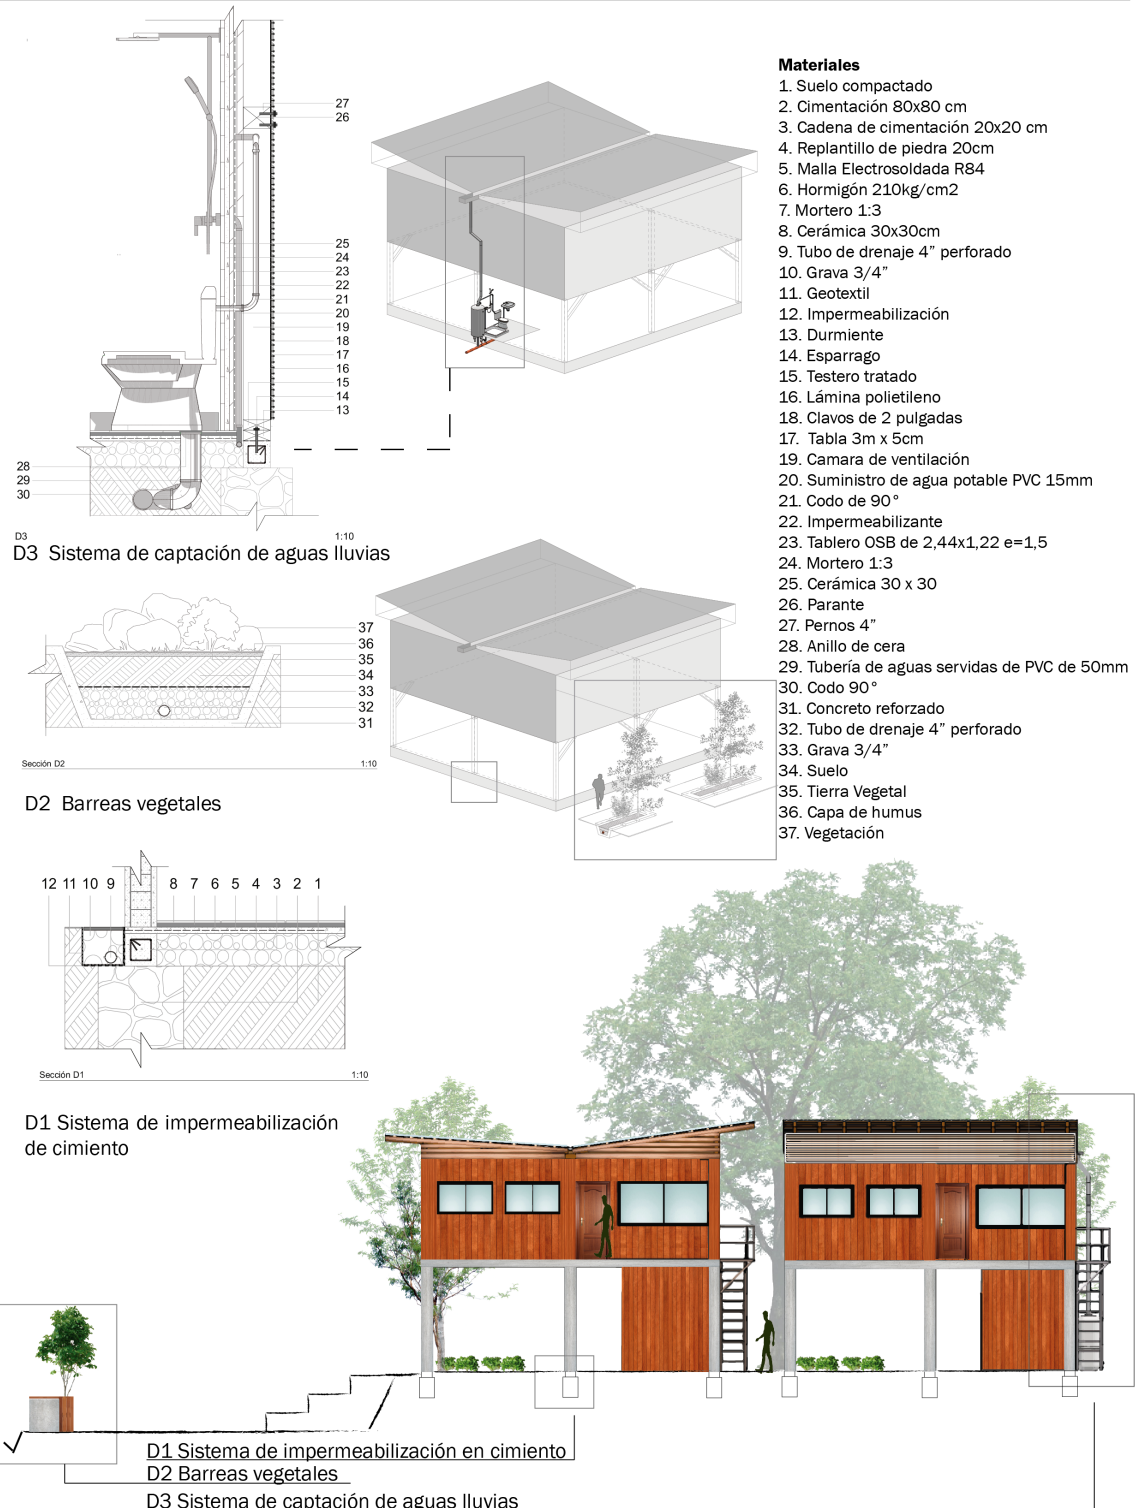 27
26
25
24
23
22
21
20
19
18
17
16
15
14
13
28
29
30
D3
1:10
D3 Sistema de captación de aguas lluvias
37
36
35
34
33
32
31
Sección D2
1:10
D2 Barreas vegetales
12 11 10 9 8 7 6 5 4 3 2 1
Sección D1
1:10
D1 Sistema de impermeabilización
de cimiento
Materiales
1. Suelo compactado
2. Cimentación 80x80 cm
3. Cadena de cimentación 20x20 cm
4. Replantillo de piedra 20cm
5. Malla Electrosoldada R84
6. Hormigón 210kg/cm2
7. Mortero 1:3
8. Cerámica 30x30cm
9. Tubo de drenaje 4” perforado
10. Grava 3/4”
11. Geotextil
12. Impermeabilización
13. Durmiente
14. Esparrago
15. Testero tratado
16. Lámina polietileno
18. Clavos de 2 pulgadas
17. Tabla 3m x 5cm
19. Camara de ventilación
20. Suministro de agua potable PVC 15mm
21. Codo de 90°
22. Impermeabilizante
23. Tablero OSB de 2,44x1,22 e=1,5
24. Mortero 1:3
25. Cerámica 30 x 30
26. Parante
27. Pernos 4”
28. Anillo de cera
29. Tubería de aguas servidas de PVC de 50mm
30. Codo 90°
31. Concreto reforzado
32. Tubo de drenaje 4” perforado
33. Grava 3/4”
34. Suelo
35. Tierra Vegetal
36. Capa de humus
37. Vegetación
D1 Sistema de impermeabilización en cimiento
D2 Barreas vegetales
D3 Sistema de captación de aguas lluvias